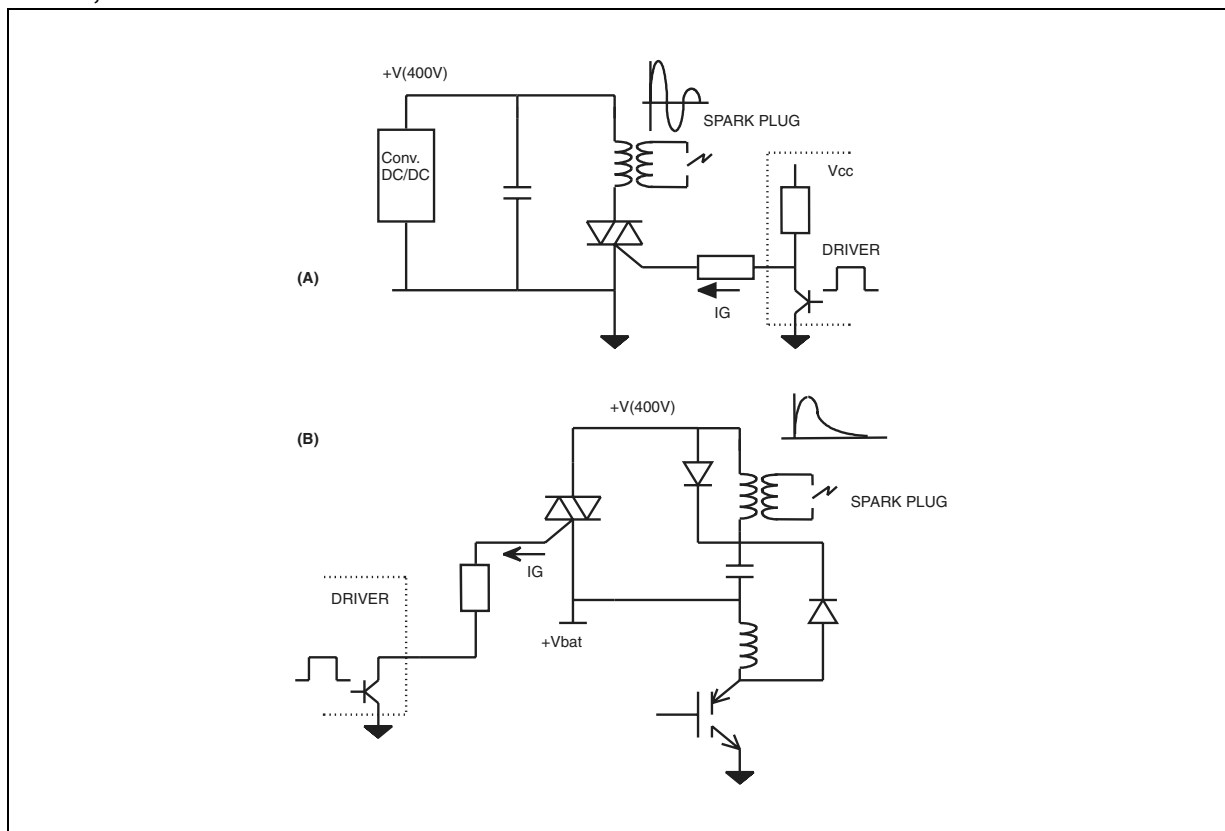 +V(400V)
SPARK PLUG
Conv.
DC/DC
Vcc
DRIVER
(A)
IG
+V(400V)
(B)
SPARK PLUG
IG
DRIVER
+Vbat